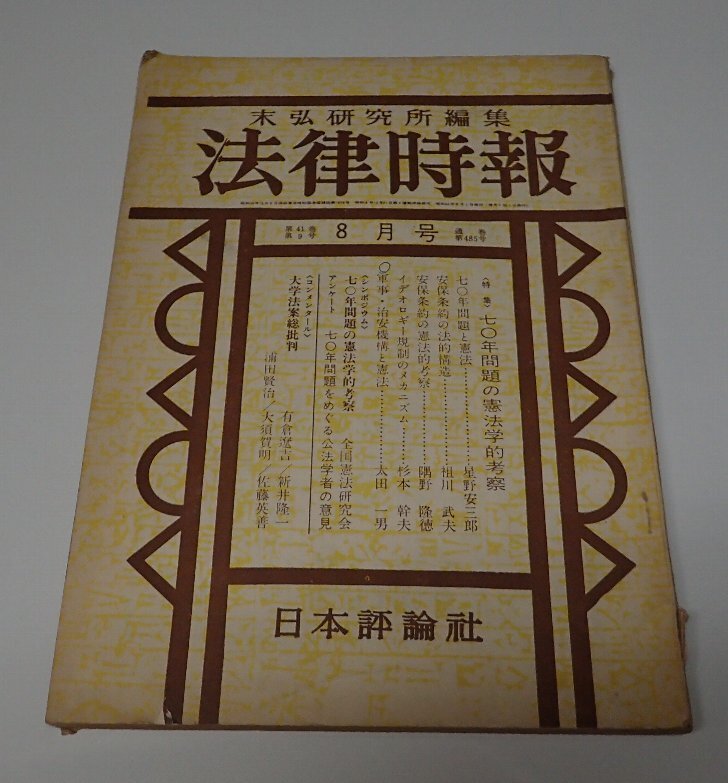 末弘研究所編集
法律時報
第41巻
第9号
8月号
通巻
第485号
〈特集〉七〇年問題の憲法学的考察
七〇年問題と憲法……………星野安三郎
安保条約の法的構造……………祖川武夫
安保条約の憲法的考察……………隅野隆徳
イデオロギー規制のメカニズム……杉本幹夫
〇軍事・治安機構と憲法……………太田一男
〈シンポジウム〉
七〇年問題の憲法学的考察 全国憲法研究会
アンケート 七〇年問題をめぐる公法学者の意見
〈コンメンタール〉
大学法案総批判
有倉遼吉／新井隆一
浦田賢治／大須賀明／佐藤英善
日本評論社